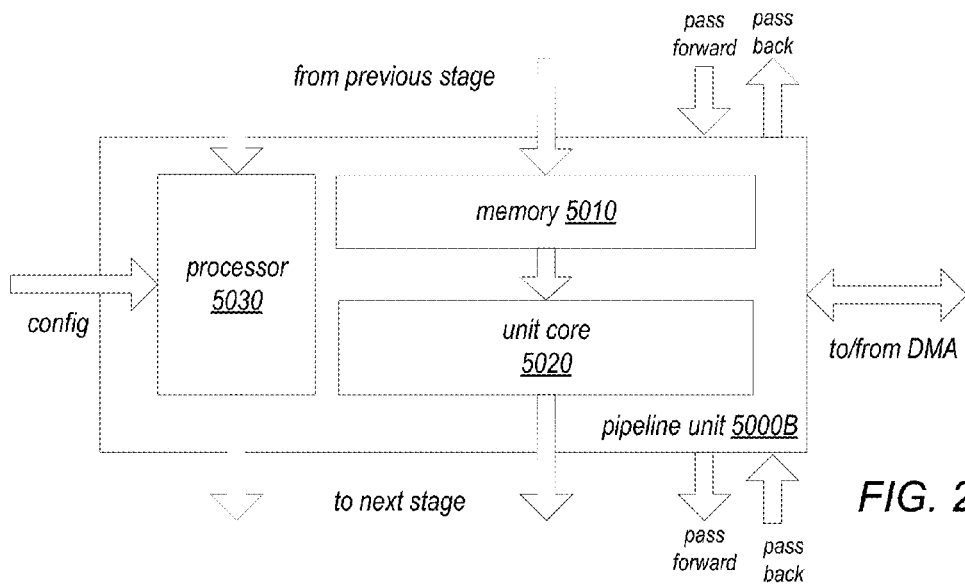 pass
forward
pass
back
from previous stage
memory 5010
processor
5030
config
unit core
5020
to/from DMA
pipeline unit 5000B
to next stage
FIG. 2
pass
forward
pass
back